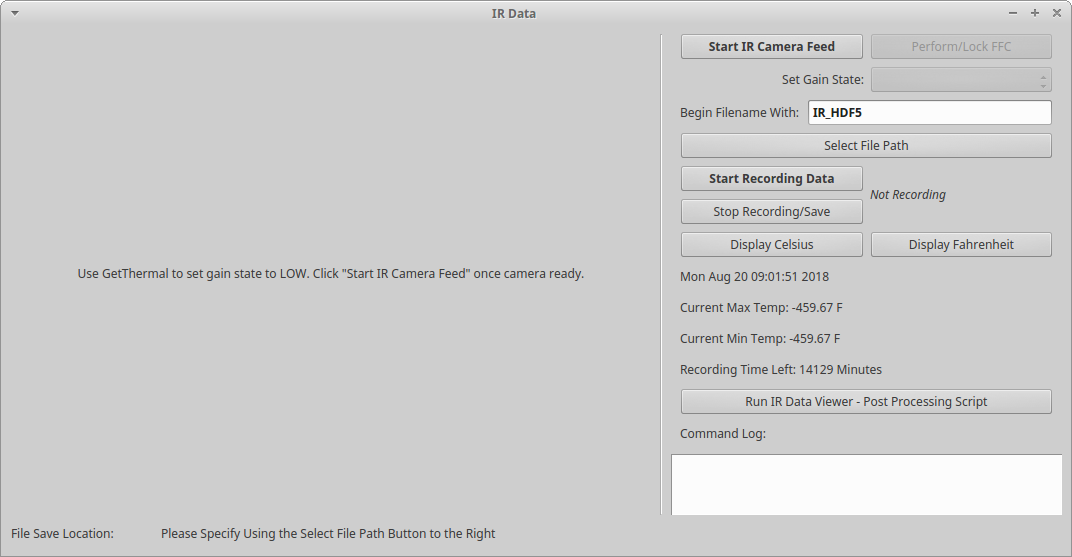 IR Data
Start IR Camera Feed
Perform/Lock FFC
Set Gain State:
Begin Filename With: IR_HDF5
Select File Path
Start Recording Data
Not Recording
Stop Recording/Save
Display Celsius
Display Fahrenheit
Use GetThermal to set gain state to LOW. Click "Start IR Camera Feed" once camera ready.
Mon Aug 20 09:01:51 2018
Current Max Temp: -459.67 F
Current Min Temp: -459.67 F
Recording Time Left: 14129 Minutes
Run IR Data Viewer - Post Processing Script
Command Log:
File Save Location: Please Specify Using the Select File Path Button to the Right